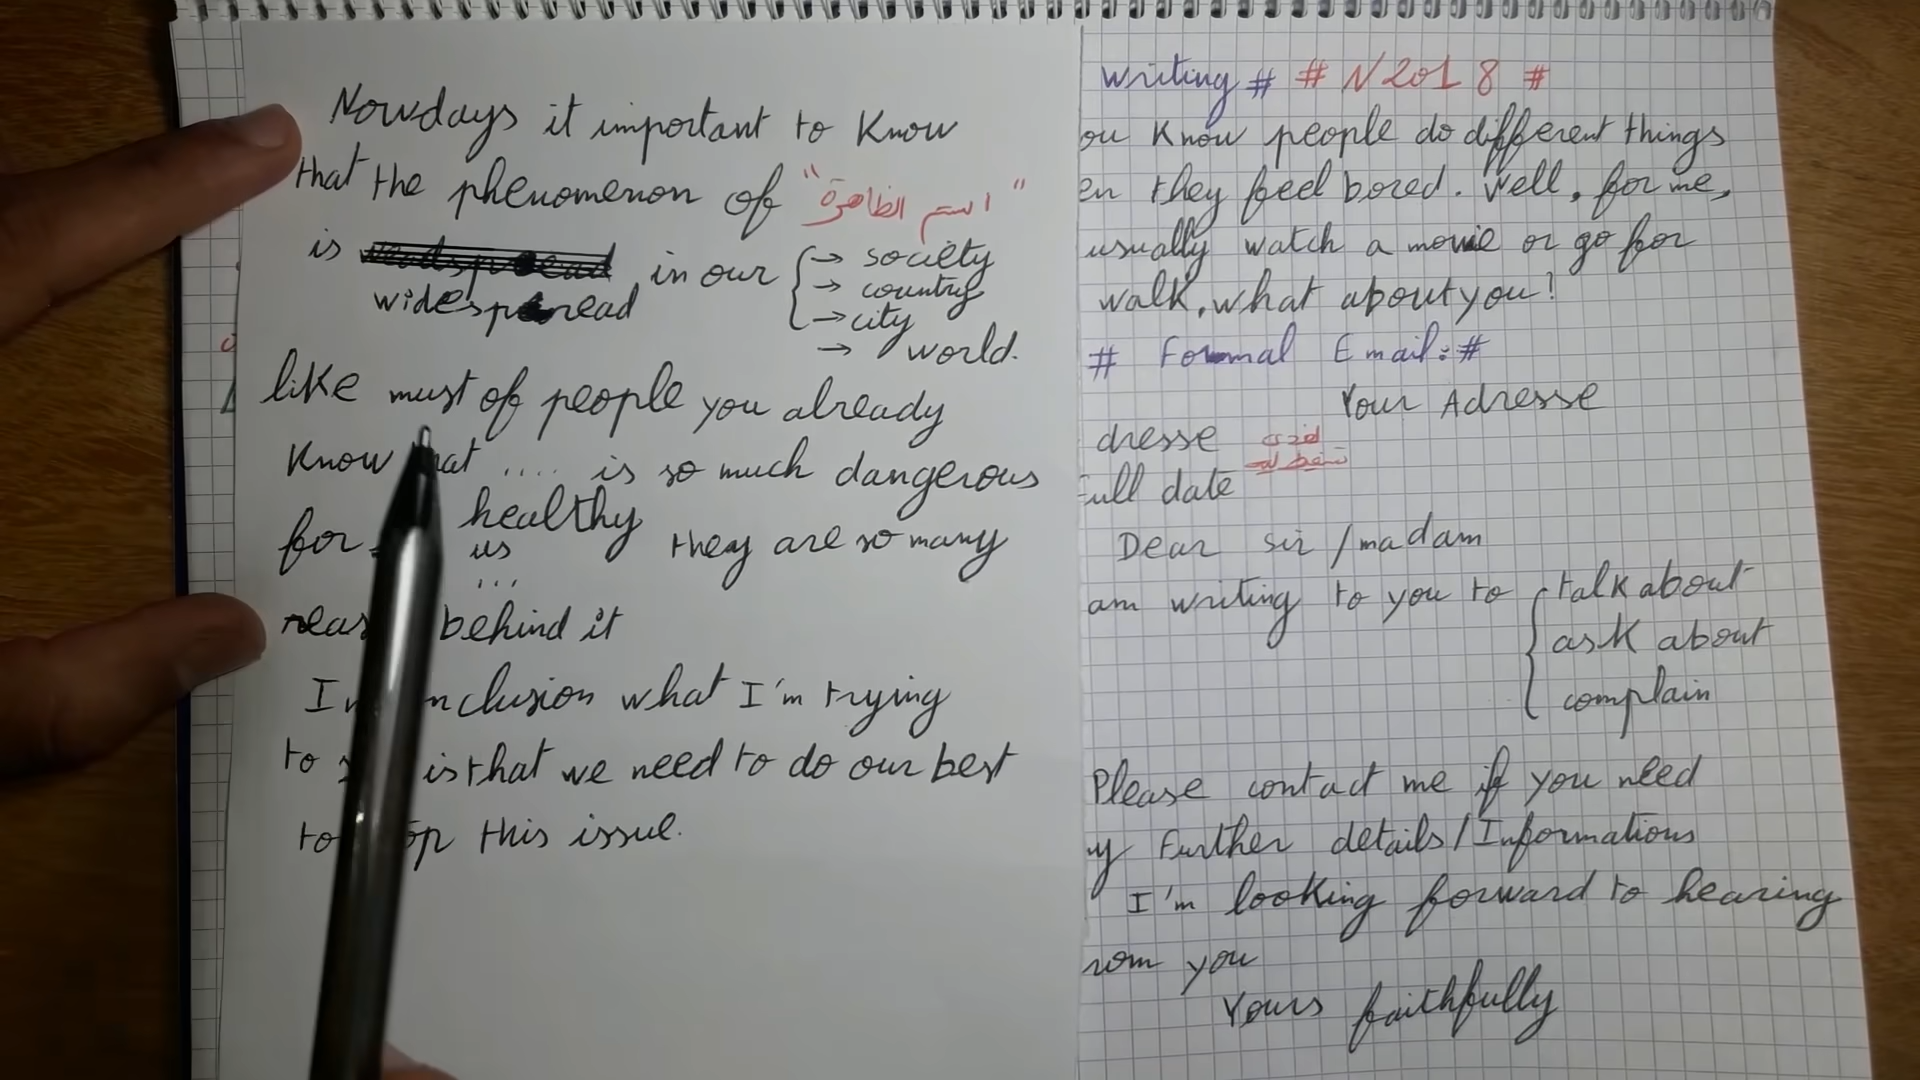 Nowdays it important to Know
that the phenomenon of "اسم الظاهرة"
is in our { → society
→ country
widespread → city
→ world.
like must of people you already
Know .... is so much dangerous
for healthy
us they are so many
...
behind it
what I'm trying
to is that we need to do our best
to this issue.
Writing # # N2018 #
ou Know people do different things
en they feel bored. Well, for me,
usually watch a movie or go for
walk, what about you!
# Formal Email: #
Your Adresse
dresse
ull date
Dear sir / madam
am writing to you to { talk about
ask about
complain
Please contact me if you need
y Further details / Informations
I'm looking forward to hearing
rom you
Yours faithfully